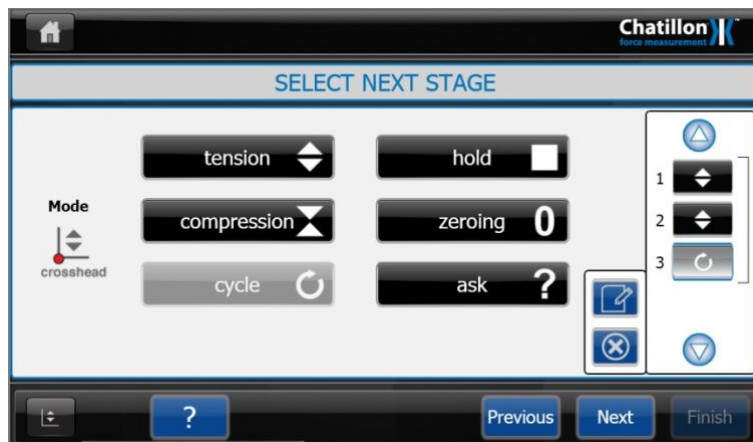 Chatillon
force measurement
SELECT NEXT STAGE
Mode
crosshead
tension
hold
compression
zeroing 0
cycle
ask ?
1
2
3
?
Previous
Next
Finish